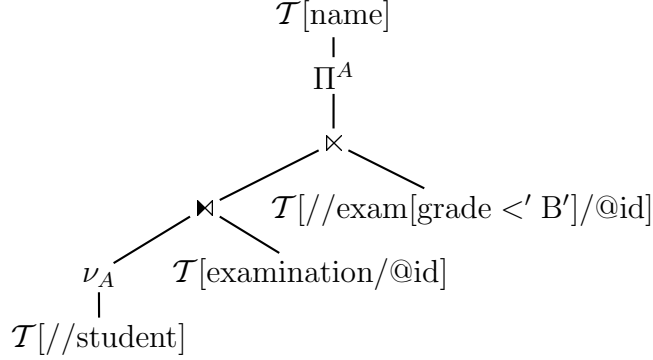 𝒯[name]
Π^A
⋉
𝒯[//exam[grade <′ B′]/@id]
⧑
ν_A
𝒯[examination/@id]
𝒯[//student]